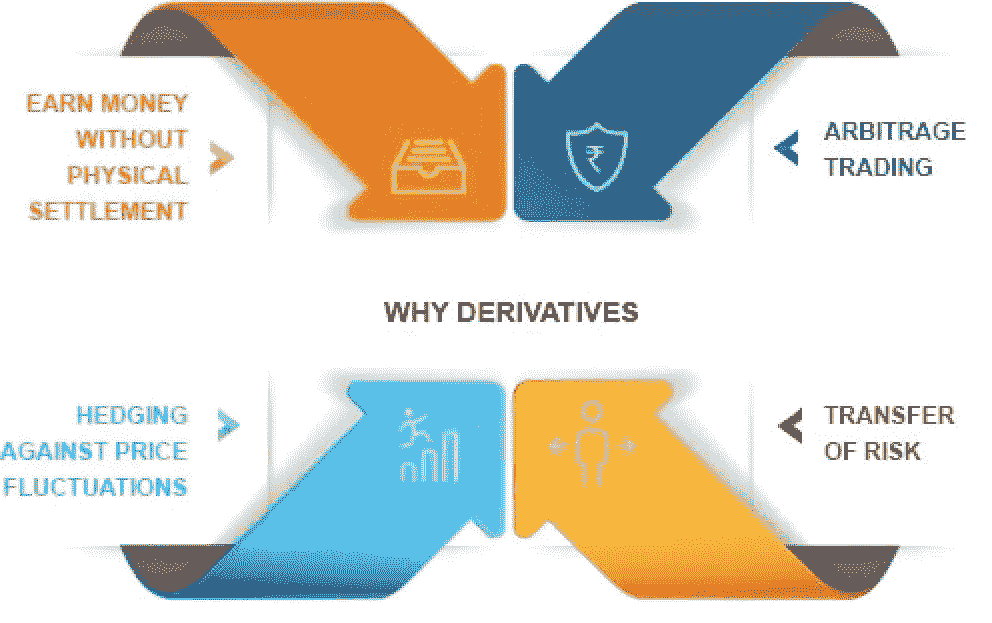 EARN MONEY
WITHOUT
PHYSICAL
SETTLEMENT
₹
ARBITRAGE
TRADING
WHY DERIVATIVES
HEDGING
AGAINST PRICE
FLUCTUATIONS
TRANSFER
OF RISK